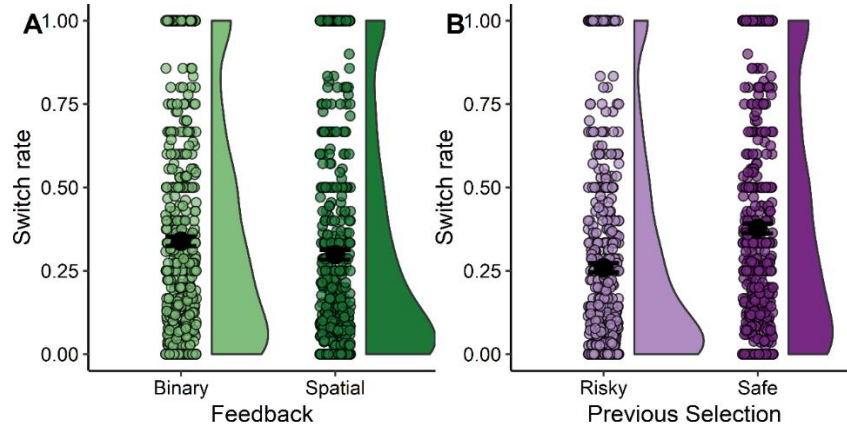 A
Switch rate
1.00
0.75
0.50
0.25
0.00
Binary
Spatial
Feedback
B
Switch rate
1.00
0.75
0.50
0.25
0.00
Risky
Safe
Previous Selection